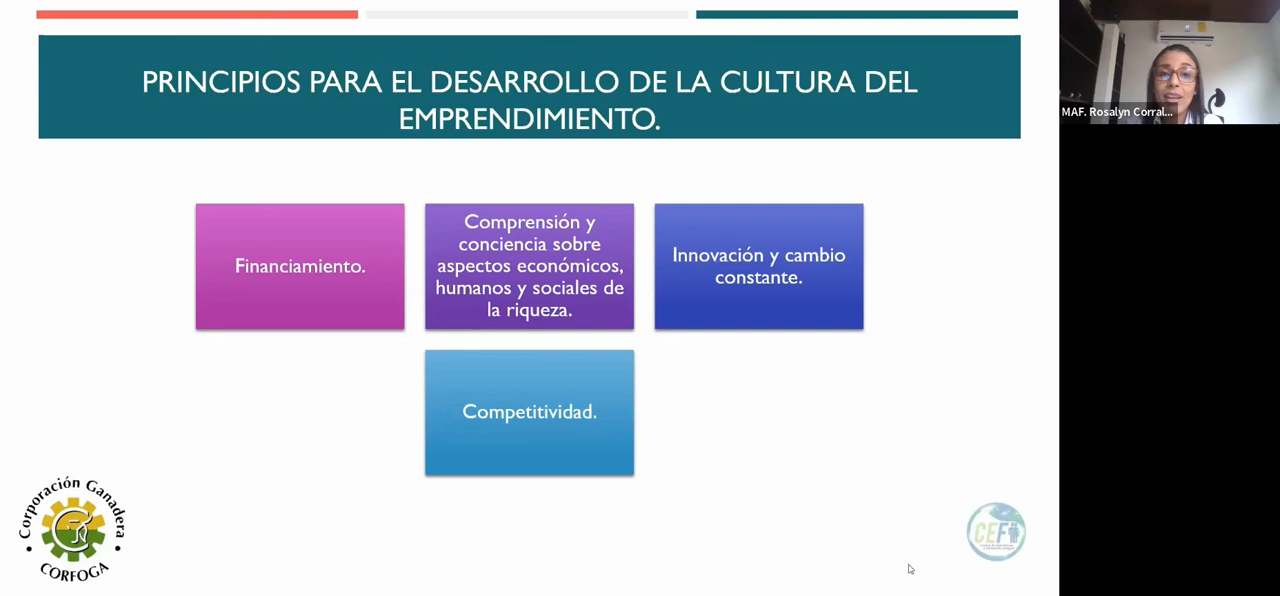 PRINCIPIOS PARA EL DESARROLLO DE LA CULTURA DEL
EMPRENDIMIENTO.
MAF. Rosalyn Corral...
Financiamiento.
Comprensión y
conciencia sobre
aspectos económicos,
humanos y sociales de
la riqueza.
Innovación y cambio
constante.
Competitividad.
Corporación Ganadera
CORFOGA
CEFI